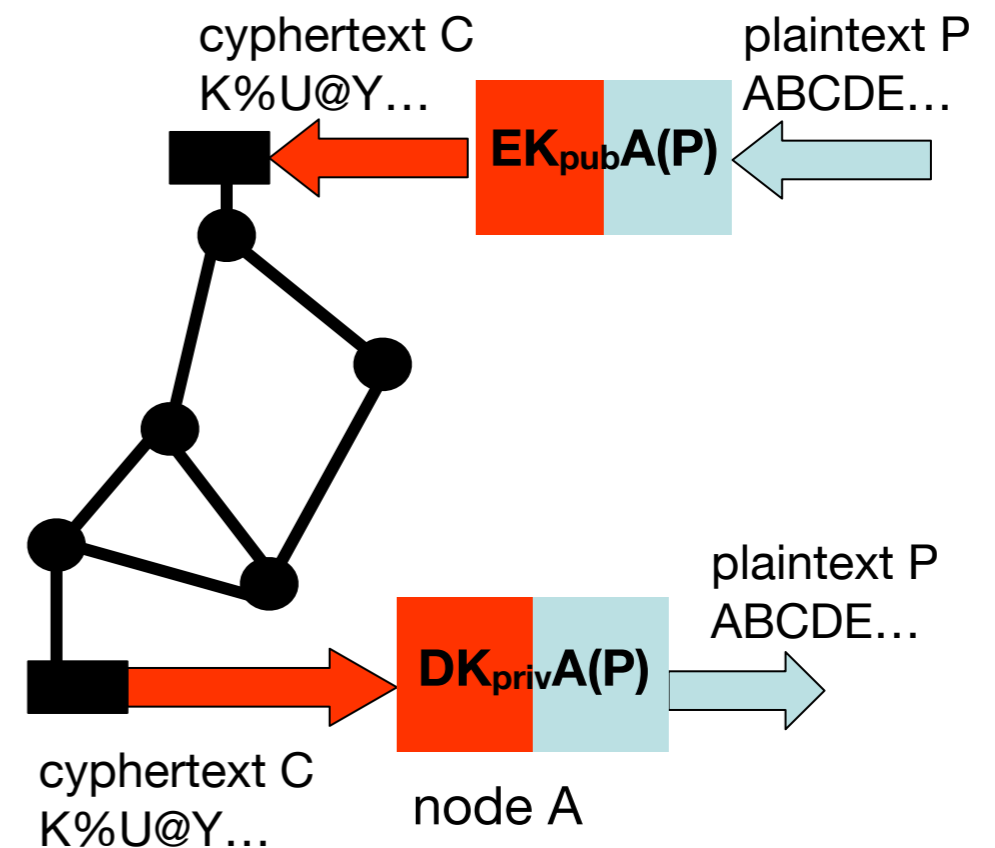 cyphertext C
K%U@Y...
plaintext P
ABCDE...
EKpubA(P)
plaintext P
ABCDE...
DKprivA(P)
cyphertext C
K%U@Y...
node A